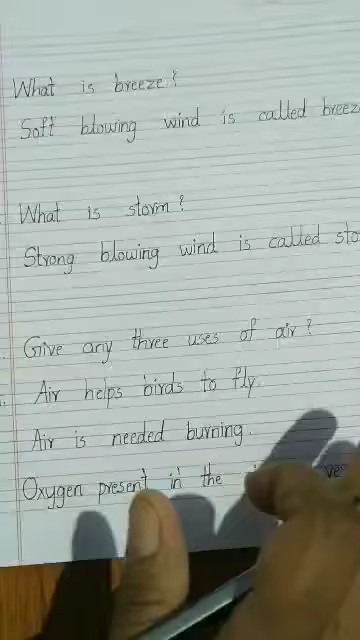 What is breeze?
Soft blowing wind is called breez
What is storm?
Strong blowing wind is called sto
Give any three uses of air?
Air helps birds to fly.
Air is needed burning.
Oxygen present in the